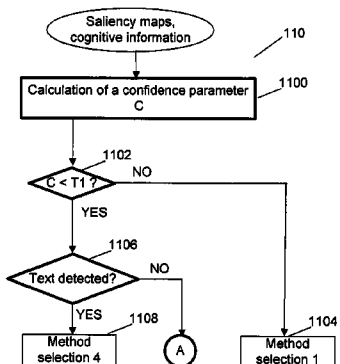 Saliency maps,
cognitive information
110
1100
Calculation of a confidence parameter
C
1102
C < T1 ?
NO
YES
1106
Text detected?
NO
YES
1108
1104
Method
selection 4
A
Method
selection 1